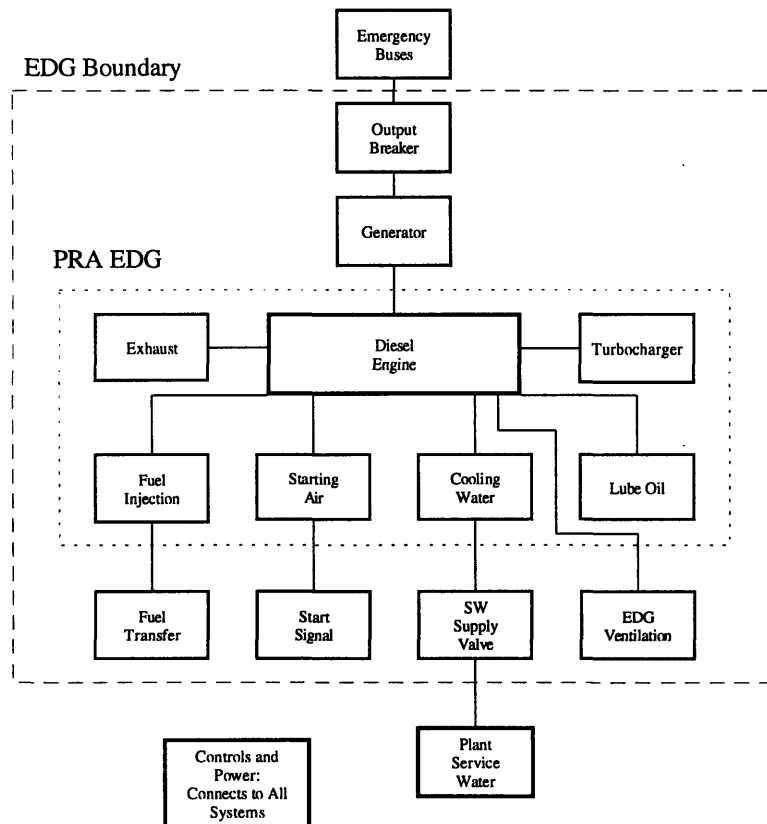 Emergency
Buses
EDG Boundary
Output
Breaker
Generator
PRA EDG
Exhaust
Diesel
Engine
Turbocharger
Fuel
Injection
Starting
Air
Cooling
Water
Lube Oil
Fuel
Transfer
Start
Signal
SW
Supply
Valve
EDG
Ventilation
Plant
Service
Water
Controls and
Power:
Connects to All
Systems